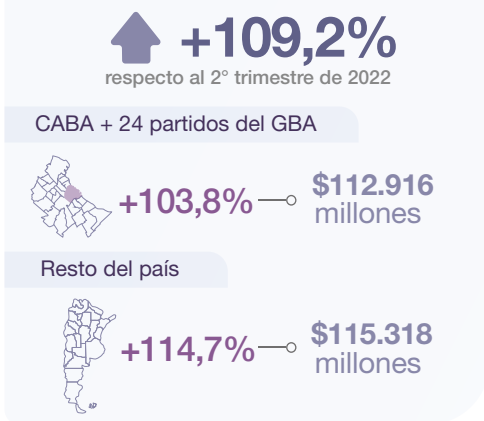 +109,2%
respecto al 2° trimestre de 2022
CABA + 24 partidos del GBA
+103,8%
$112.916
millones
Resto del país
+114,7%
$115.318
millones